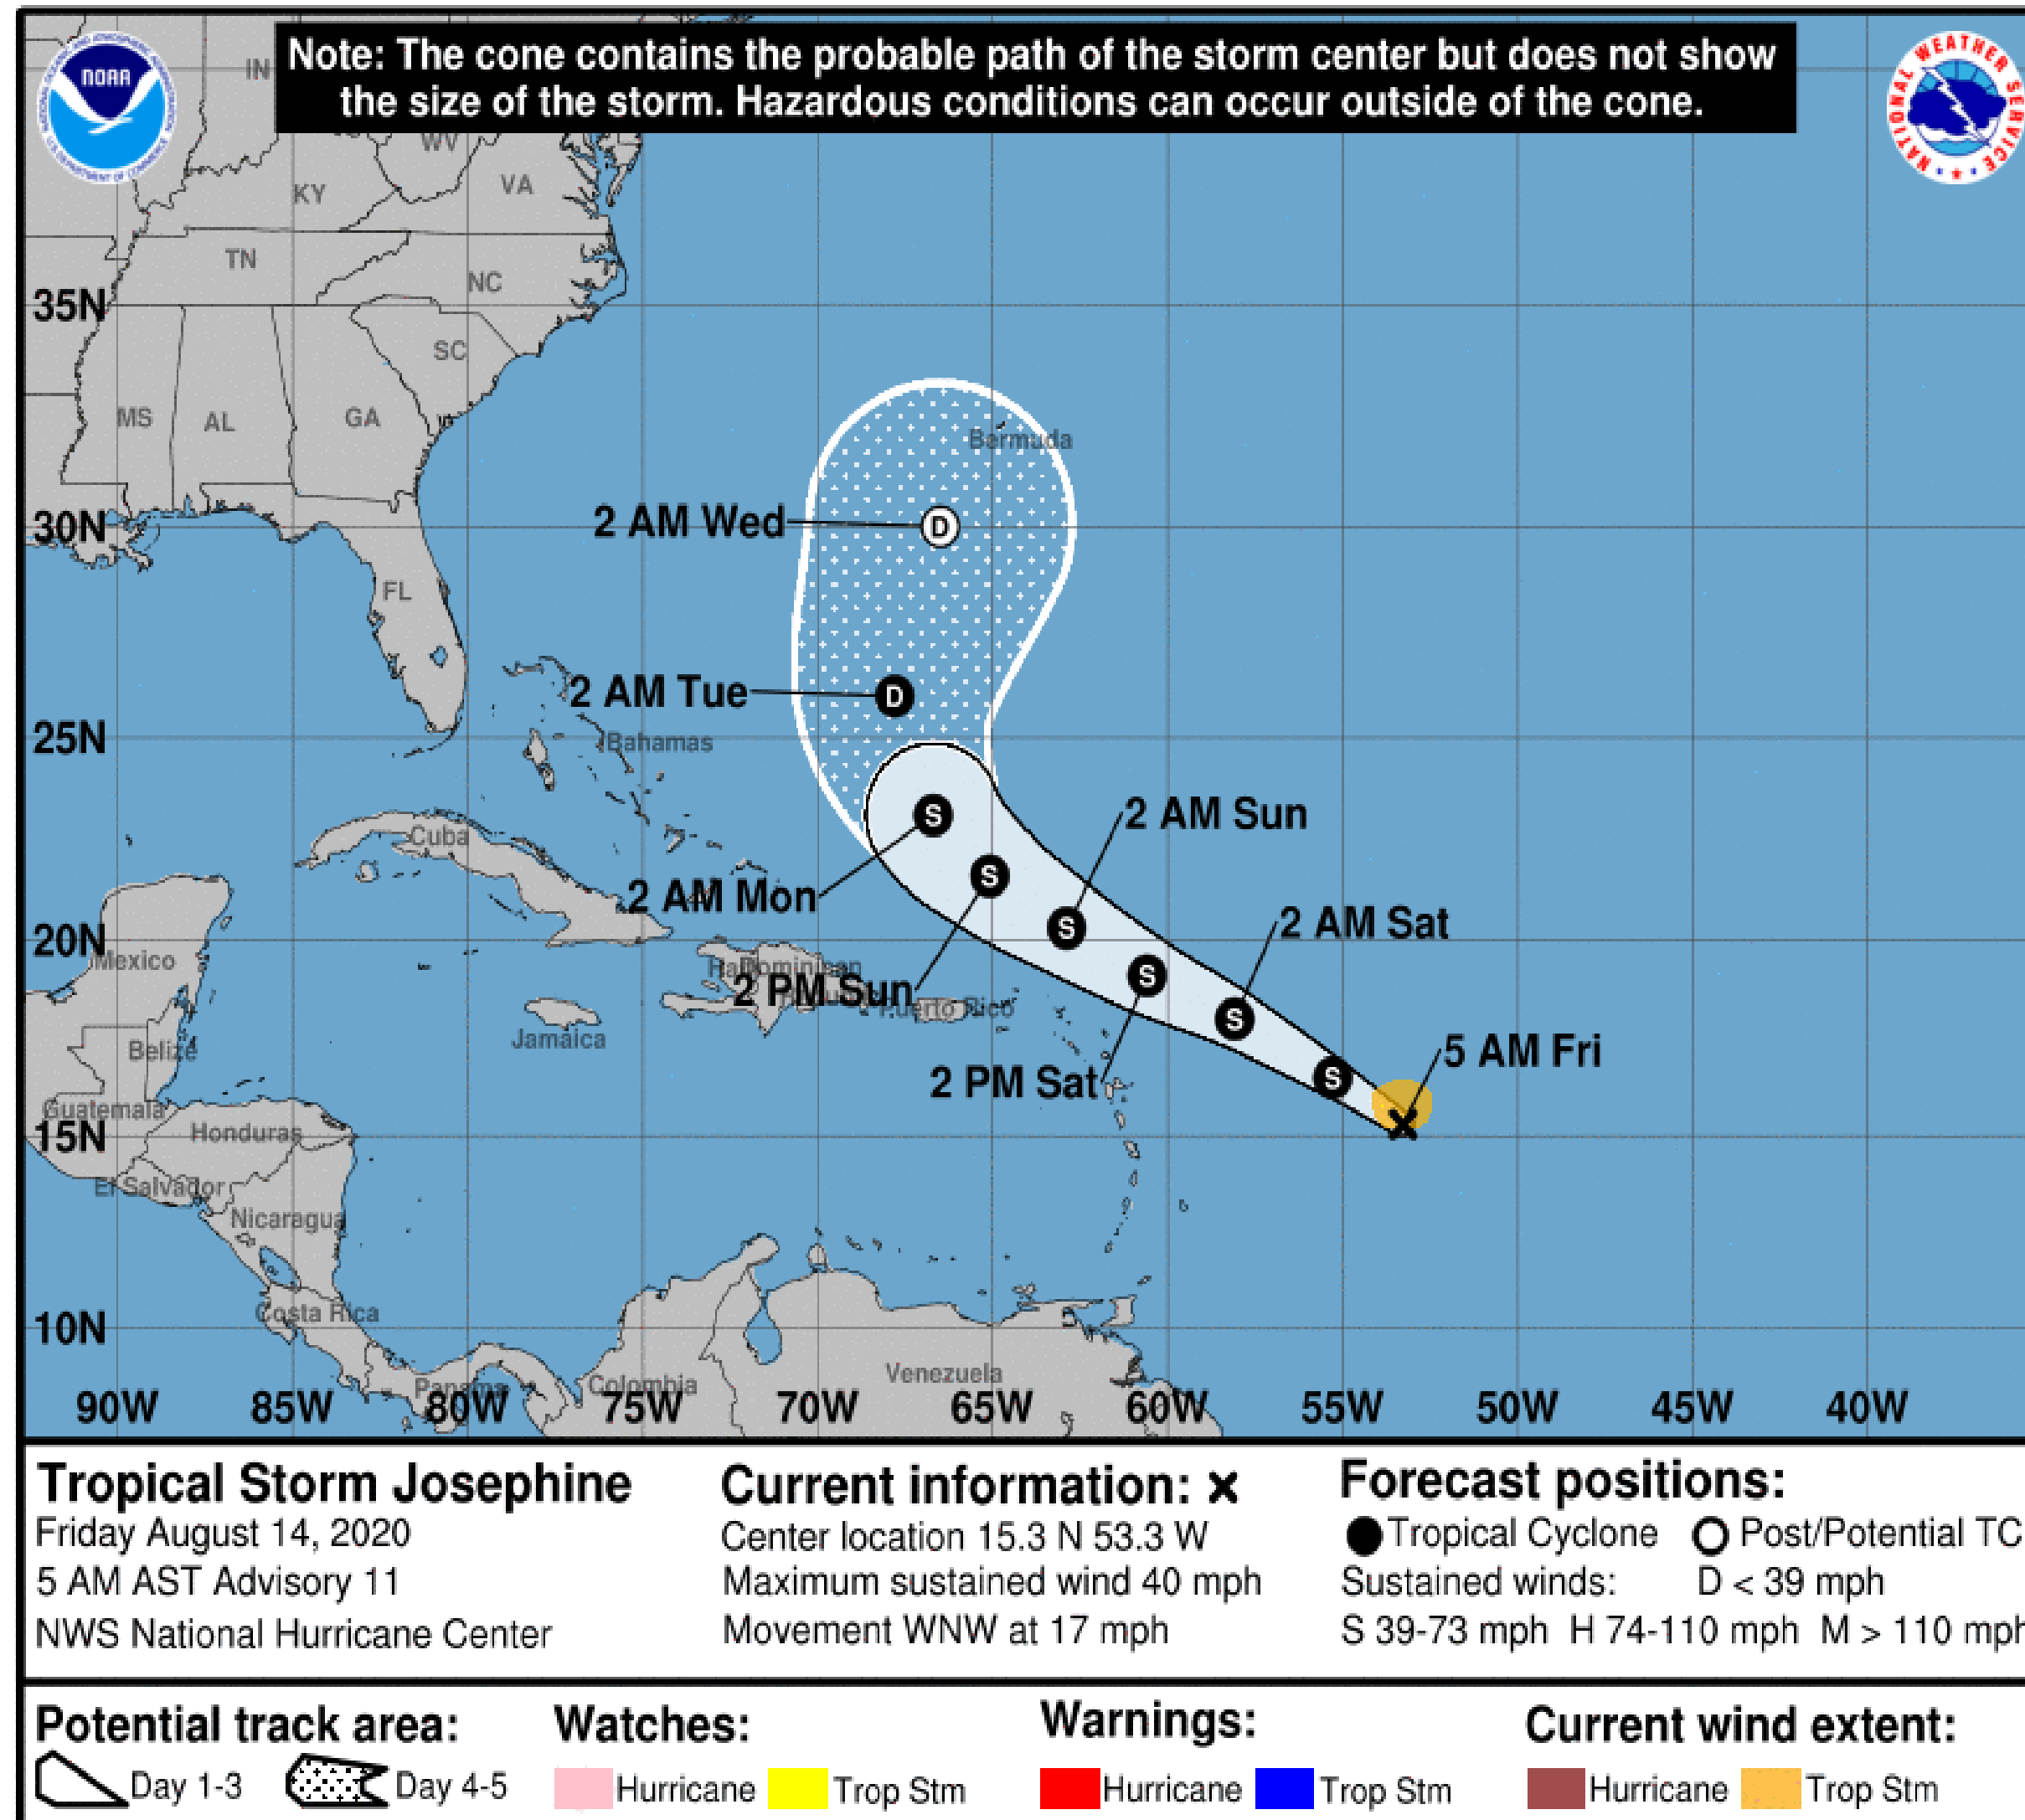 Note: The cone contains the probable path of the storm center but does not show
the size of the storm. Hazardous conditions can occur outside of the cone.
NOAA
NATIONAL WEATHER SERVICE
IN
WV
KY
VA
TN
NC
35N
SC
MS
AL
GA
Bermuda
2 AM Wed
D
30N
FL
2 AM Tue
D
25N
Bahamas
S
2 AM Sun
Cuba
2 AM Mon
S
S
2 AM Sat
20N
Mexico
Haiti
Dominican
S
2 PM Sun
Puerto Rico
S
Jamaica
Belize
5 AM Fri
2 PM Sat
S
Guatemala
15N
Honduras
El Salvador
Nicaragua
Costa Rica
10N
Venezuela
Panama
Colombia
90W 85W 80W 75W 70W 65W 60W 55W 50W 45W 40W
Tropical Storm Josephine
Friday August 14, 2020
5 AM AST Advisory 11
NWS National Hurricane Center
Current information: x
Center location 15.3 N 53.3 W
Maximum sustained wind 40 mph
Movement WNW at 17 mph
Forecast positions:
Tropical Cyclone Post/Potential TC
Sustained winds: D < 39 mph
S 39-73 mph H 74-110 mph M > 110 mph
Potential track area:
Day 1-3 Day 4-5
Watches:
Hurricane Trop Stm
Warnings:
Hurricane Trop Stm
Current wind extent:
Hurricane Trop Stm